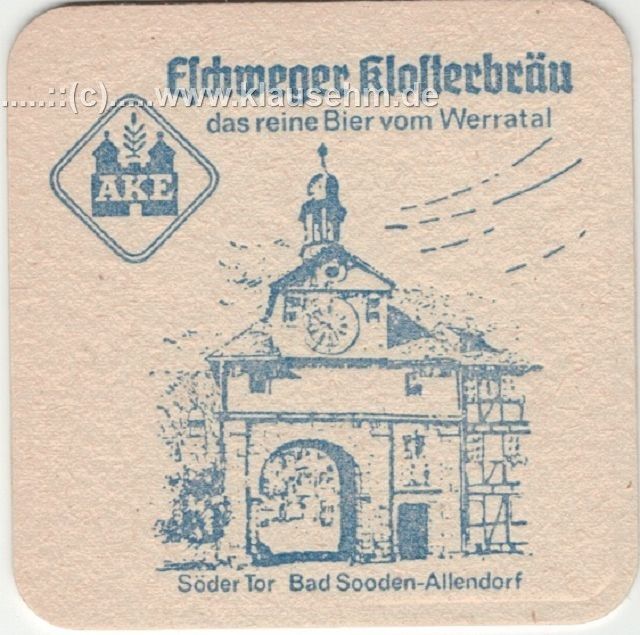 Eschweger Klosterbräu
......::(c).....www.klausehm.de
das reine Bier vom Werratal
AKE
Söder Tor Bad Sooden-Allendorf